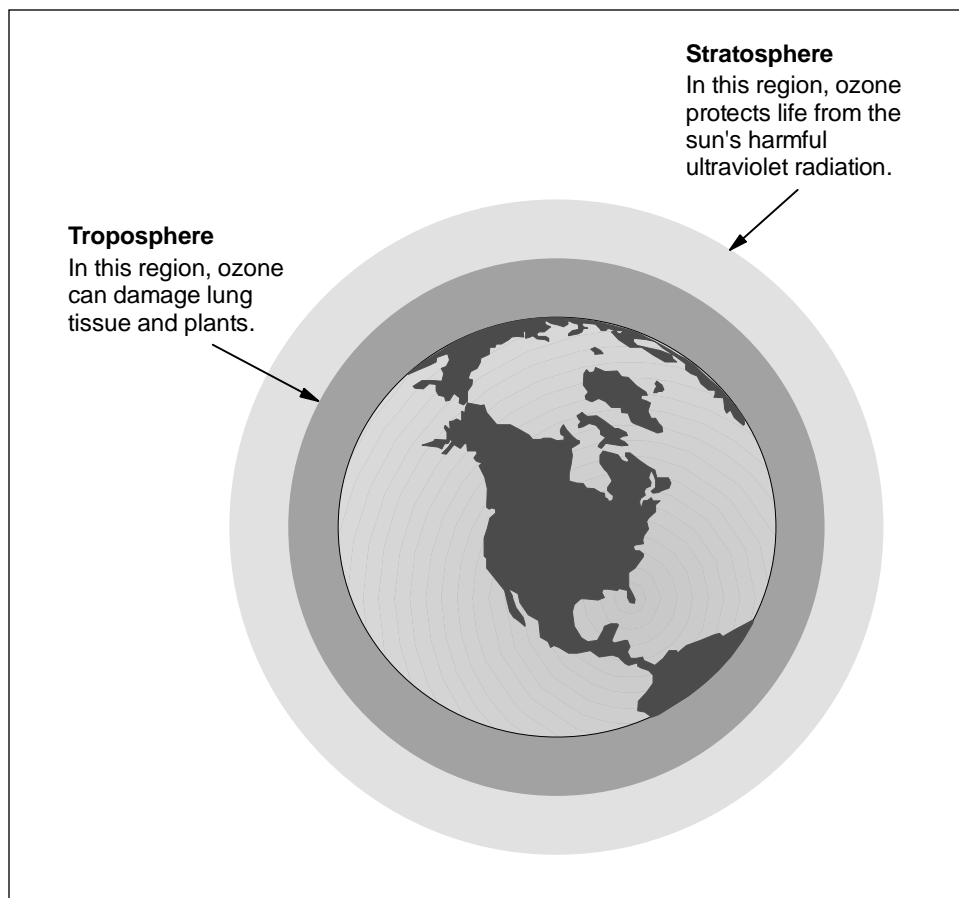 Stratosphere
In this region, ozone
protects life from the
sun's harmful
ultraviolet radiation.
Troposphere
In this region, ozone
can damage lung
tissue and plants.